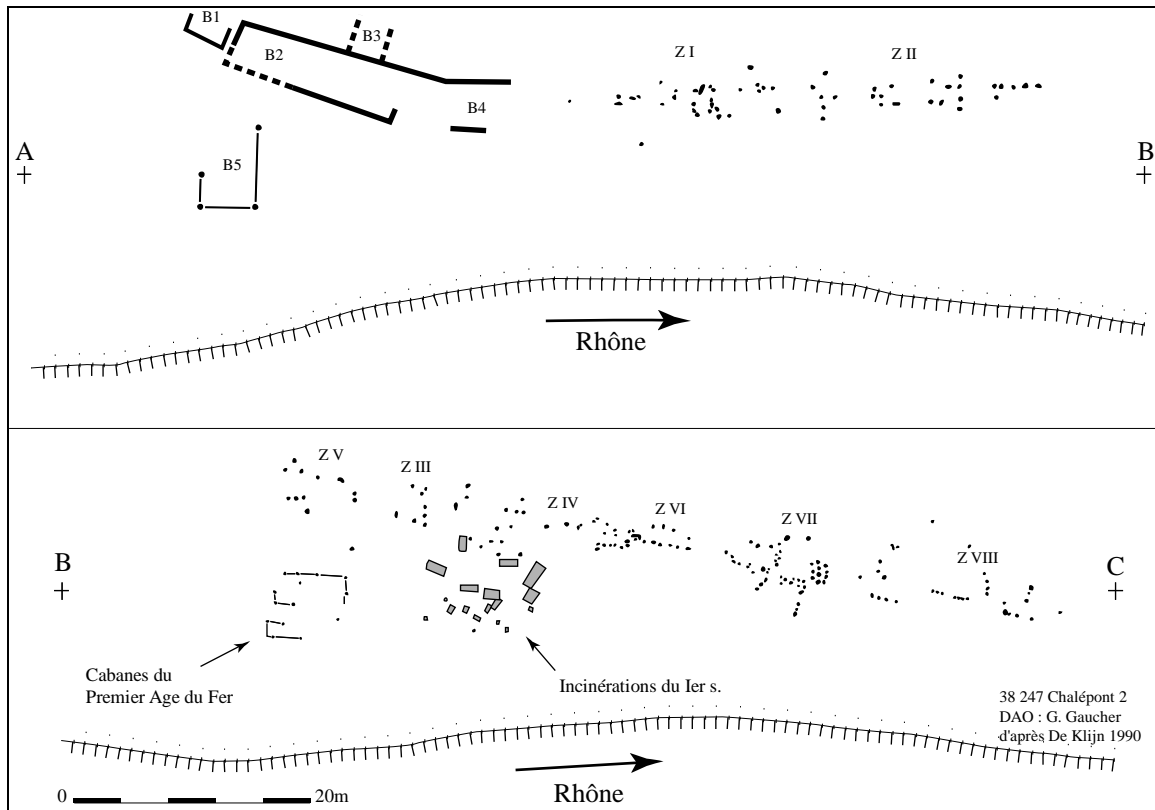 B1
B3
B2
Z I
Z II
B4
A
B5
B
Rhône
Z V
Z III
Z IV
Z VI
Z VII
Z VIII
B
C
Cabanes du
Premier Age du Fer
Incinérations du Ier s.
38 247 Chalépont 2
DAO : G. Gaucher
d'après De Klijn 1990
Rhône
0 20m